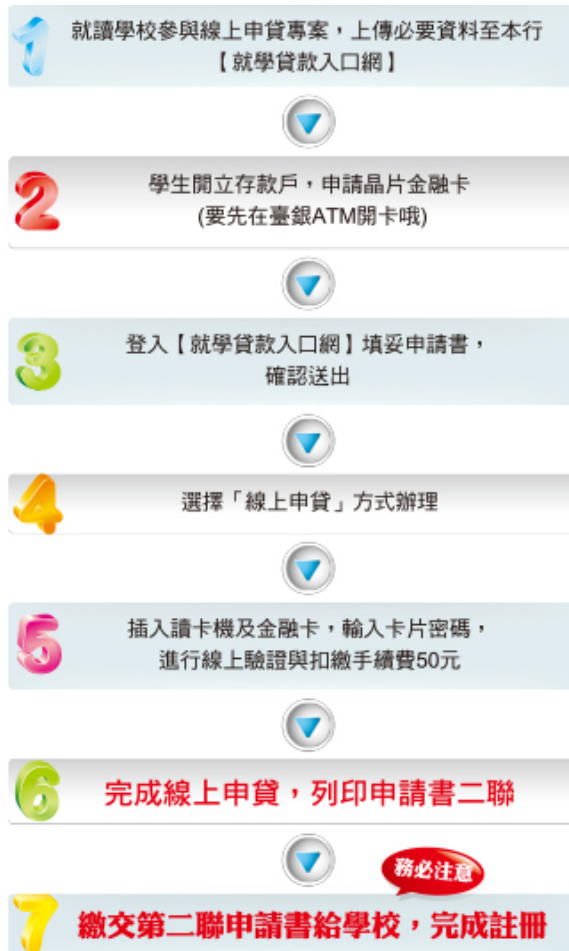 1
就讀學校參與線上申貸專案，上傳必要資料至本行
【就學貸款入口網】
2
學生開立存款戶，申請晶片金融卡
(要先在臺銀ATM開卡哦)
3
登入【就學貸款入口網】填妥申請書，
確認送出
4
選擇「線上申貸」方式辦理
5
插入讀卡機及金融卡，輸入卡片密碼，
進行線上驗證與扣繳手續費50元
6
完成線上申貸，列印申請書二聯
務必注意
7
繳交第二聯申請書給學校，完成註冊